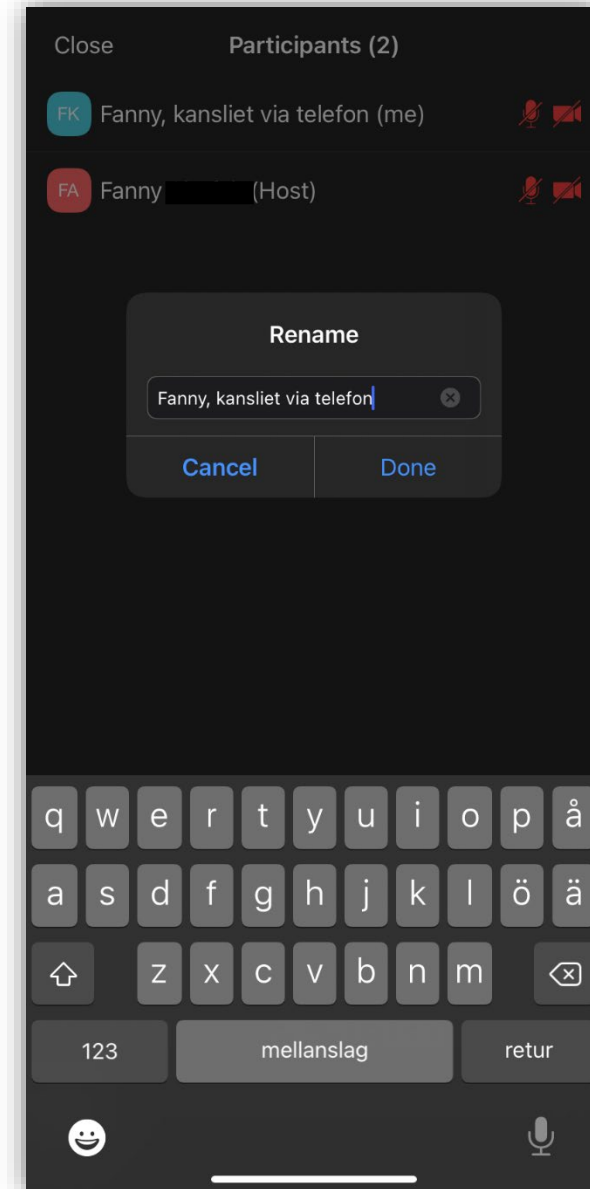 Close Participants (2)
FK Fanny, kansliet via telefon (me)
FA Fanny (Host)
Rename
Fanny, kansliet via telefon
Cancel Done
q w e r t y u i o p å
a s d f g h j k l ö ä
z x c v b n m
123 mellanslag retur